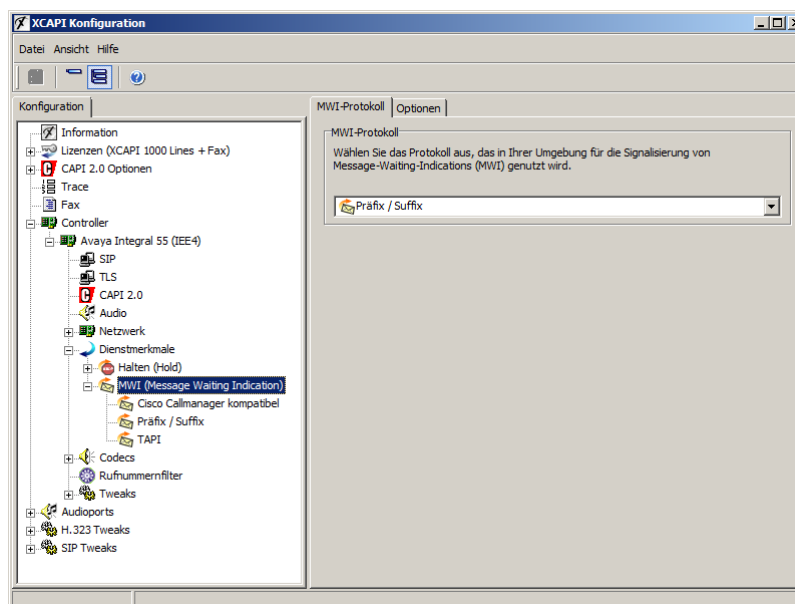 XCAPI Konfiguration
Datei Ansicht Hilfe
Konfiguration
Information
Lizenzen (XCAPI 1000 Lines + Fax)
CAPI 2.0 Optionen
Trace
Fax
Controller
Avaya Integral 55 (IEE4)
SIP
TLS
CAPI 2.0
Audio
Netzwerk
Dienstmerkmale
Halten (Hold)
MWI (Message Waiting Indication)
Cisco Callmanager kompatibel
Präfix / Suffix
TAPI
Codecs
Rufnummernfilter
Tweaks
Audioports
H.323 Tweaks
SIP Tweaks
MWI-Protokoll Optionen
MWI-Protokoll
Wählen Sie das Protokoll aus, das in Ihrer Umgebung für die Signalisierung von
Message-Waiting-Indications (MWI) genutzt wird.
Präfix / Suffix